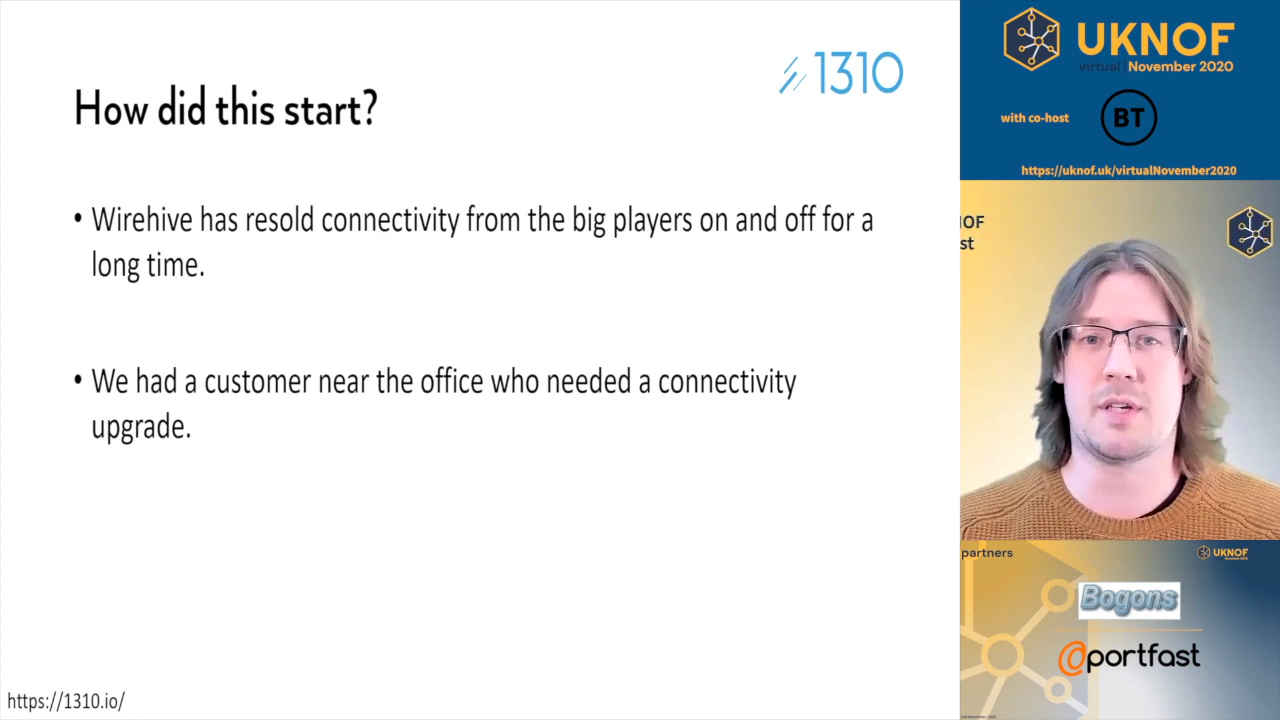 How did this start?
1310
• Wirehive has resold connectivity from the big players on and off for a
long time.
• We had a customer near the office who needed a connectivity
upgrade.
https://1310.io/
UKNOF
virtual | November 2020
with co-host
BT
https://uknof.uk/virtualNovember2020
IOF
st
partners
UKNOF
Bogons
@portfast